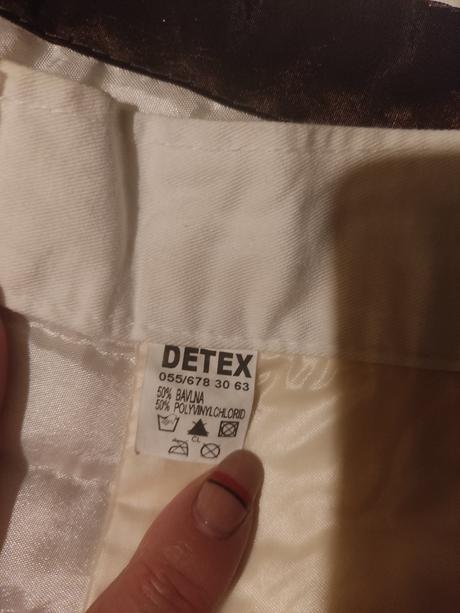 DETEX
055/678 30 63
50% BAVLNA
50% POLYVINYLCHLORID
CL